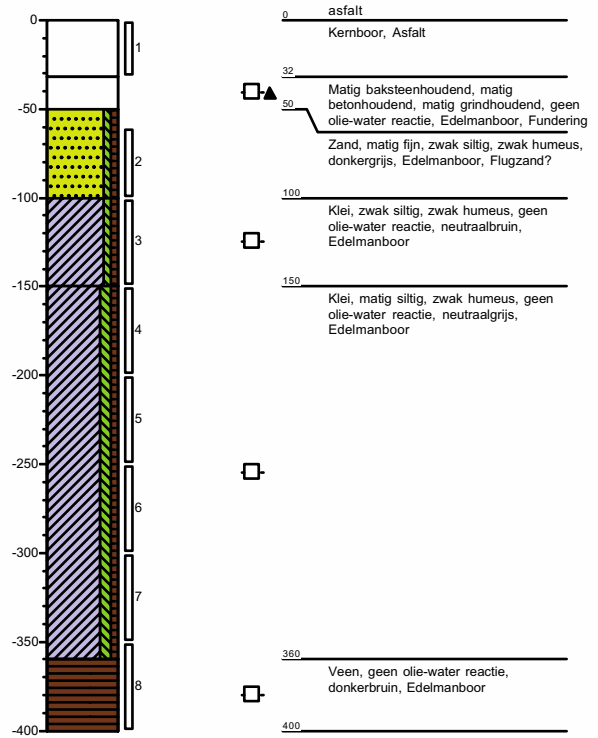 0
-50
-100
-150
-200
-250
-300
-350
-400
1
2
3
4
5
6
7
8
0
asfalt
Kernboor, Asfalt
32
Matig baksteenhoudend, matig
betonhoudend, matig grindhoudend, geen
olie-water reactie, Edelmanboor, Fundering
50
Zand, matig fijn, zwak siltig, zwak humeus,
donkergrijs, Edelmanboor, Flugzand?
100
Klei, zwak siltig, zwak humeus, geen
olie-water reactie, neutraalbruin,
Edelmanboor
150
Klei, matig siltig, zwak humeus, geen
olie-water reactie, neutraalgrijs,
Edelmanboor
360
Veen, geen olie-water reactie,
donkerbruin, Edelmanboor
400